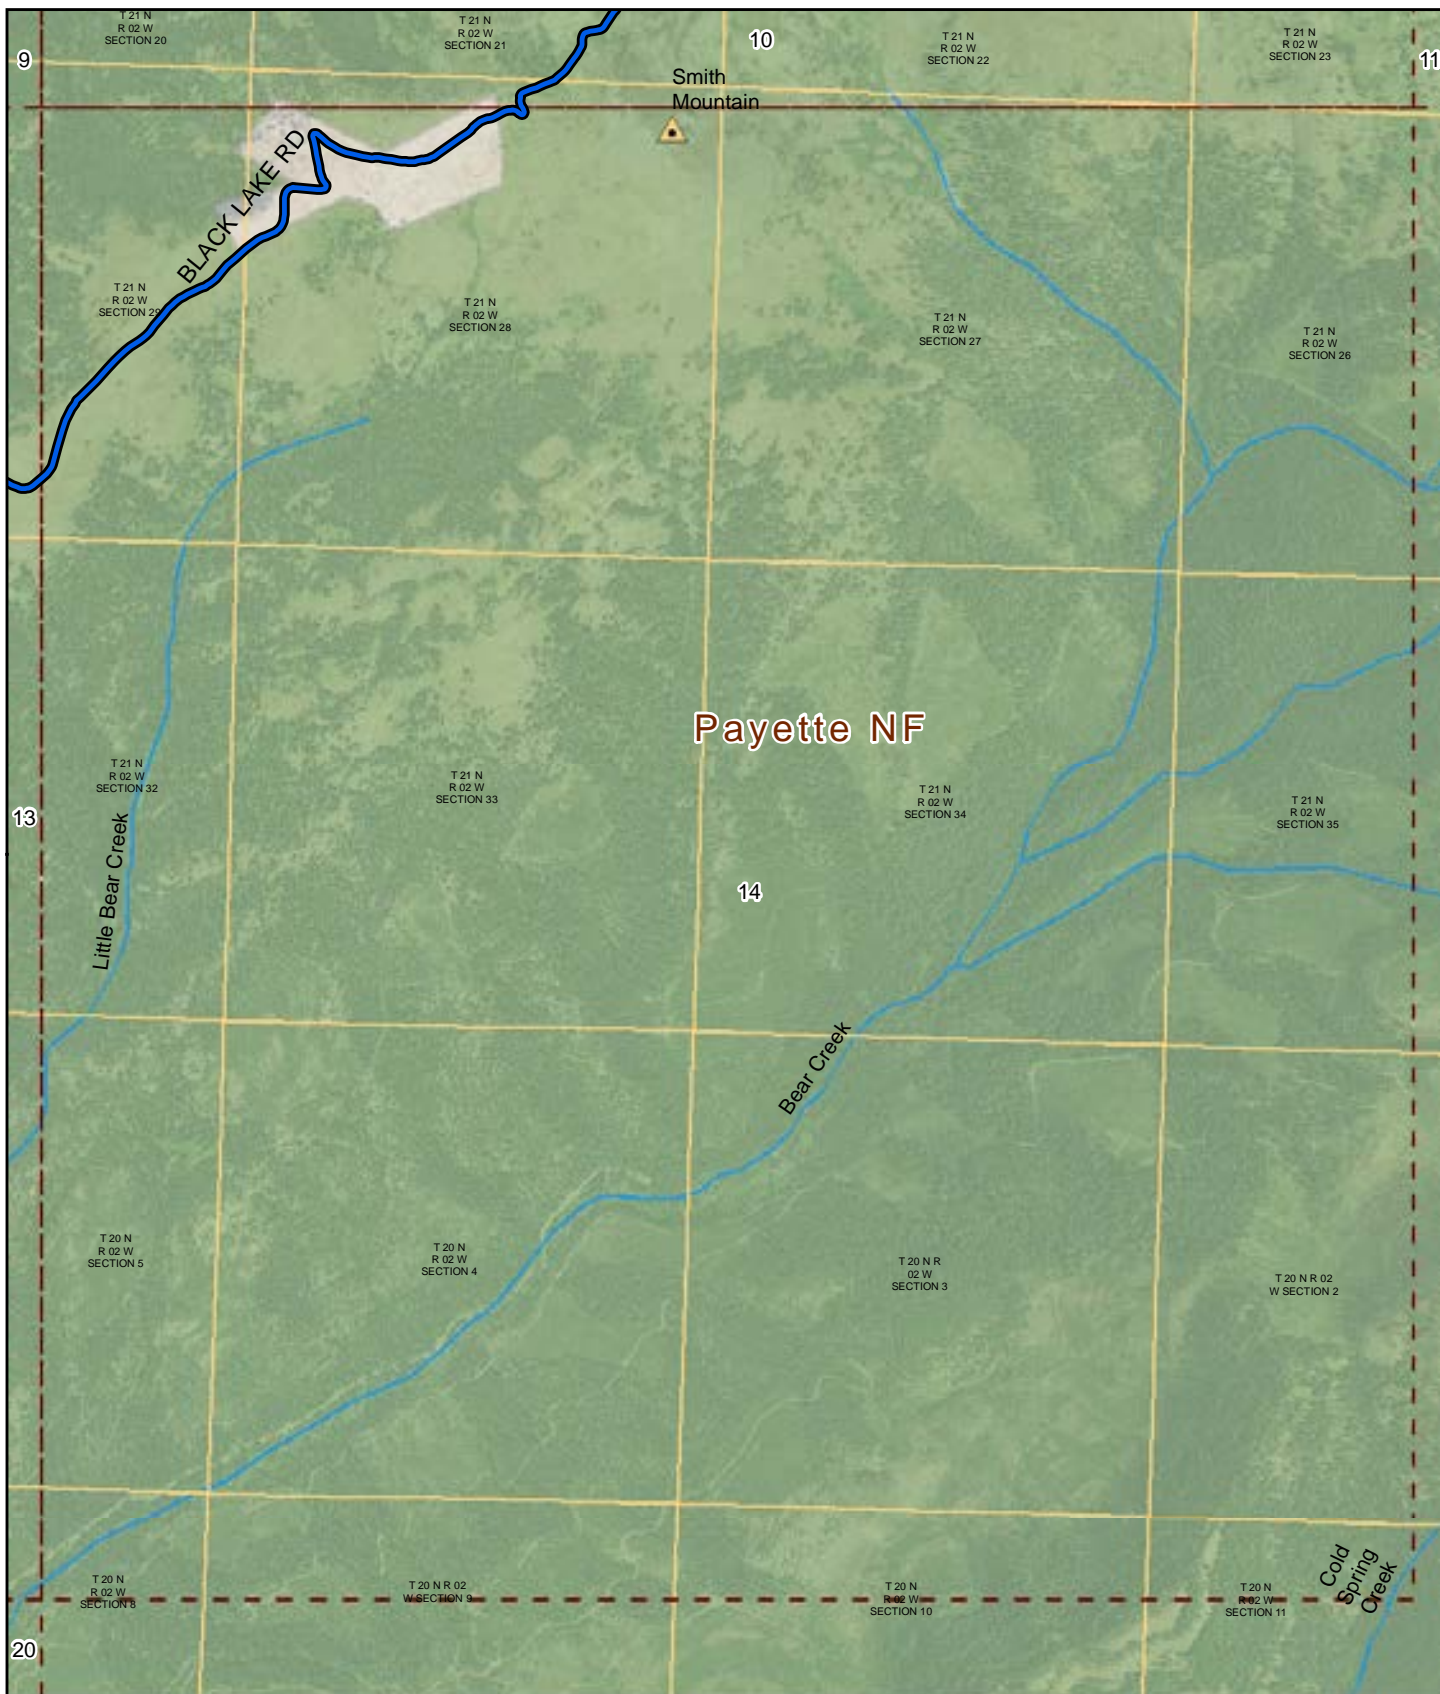 T 21 N
R 02 W
SECTION 20
T 21 N
R 02 W
SECTION 21
10
T 21 N
R 02 W
SECTION 22
T 21 N
R 02 W
SECTION 23
9
11
Smith
Mountain
BLACK LAKE RD
T 21 N
R 02 W
SECTION 29
T 21 N
R 02 W
SECTION 28
T 21 N
R 02 W
SECTION 27
T 21 N
R 02 W
SECTION 26
Payette NF
T 21 N
R 02 W
SECTION 32
T 21 N
R 02 W
SECTION 33
T 21 N
R 02 W
SECTION 34
T 21 N
R 02 W
SECTION 35
13
Little Bear Creek
14
Bear Creek
T 20 N
R 02 W
SECTION 5
T 20 N
R 02 W
SECTION 4
T 20 N R
02 W
SECTION 3
T 20 N R 02
W SECTION 2
Cold
Spring
Creek
T 20 N
R 02 W
SECTION 8
T 20 N R 02
W SECTION 9
T 20 N
R 02 W
SECTION 10
T 20 N
R 02 W
SECTION 11
20